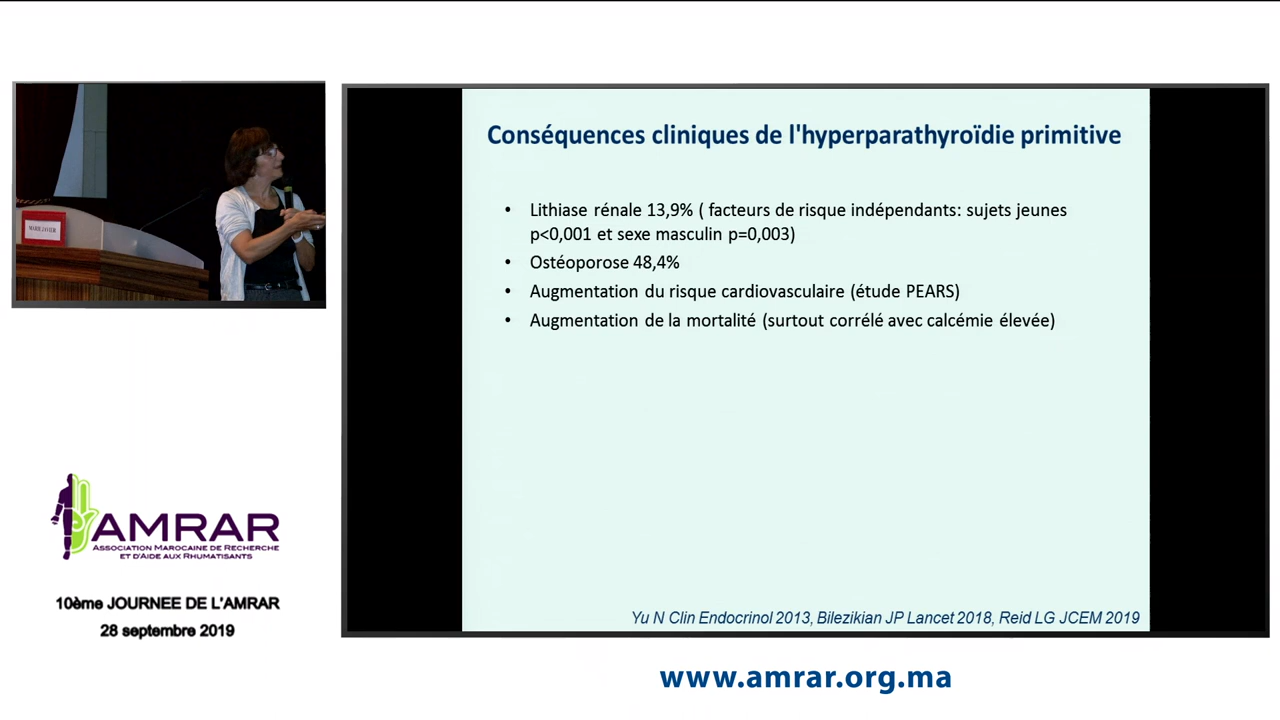 Conséquences cliniques de l'hyperparathyroïdie primitive
• Lithiase rénale 13,9% ( facteurs de risque indépendants: sujets jeunes
p<0,001 et sexe masculin p=0,003)
• Ostéoporose 48,4%
• Augmentation du risque cardiovasculaire (étude PEARS)
• Augmentation de la mortalité (surtout corrélé avec calcémie élevée)
Yu N Clin Endocrinol 2013, Bilezikian JP Lancet 2018, Reid LG JCEM 2019
MARIE JAVIER
AMRAR
ASSOCIATION MAROCAINE DE RECHERCHE
ET D'AIDE AUX RHUMATISANTS
10ème JOURNEE DE L'AMRAR
28 septembre 2019
www.amrar.org.ma